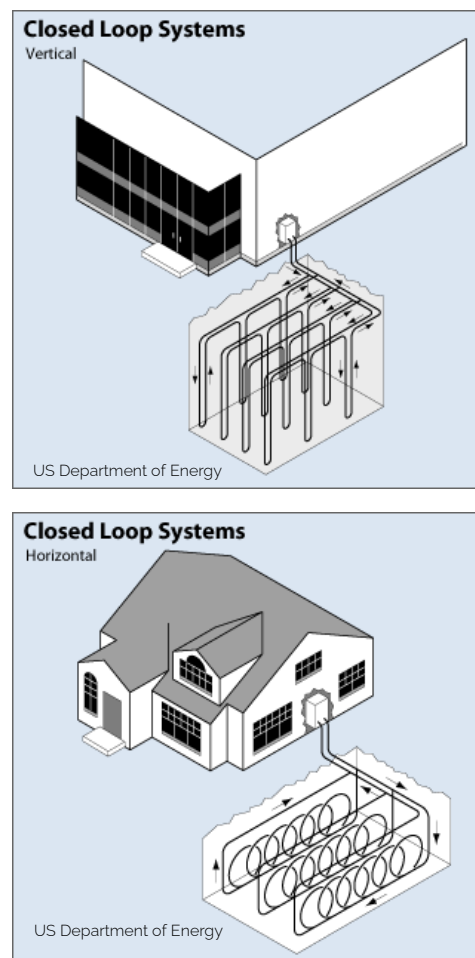 Closed Loop Systems
Vertical
US Department of Energy
Closed Loop Systems
Horizontal
US Department of Energy